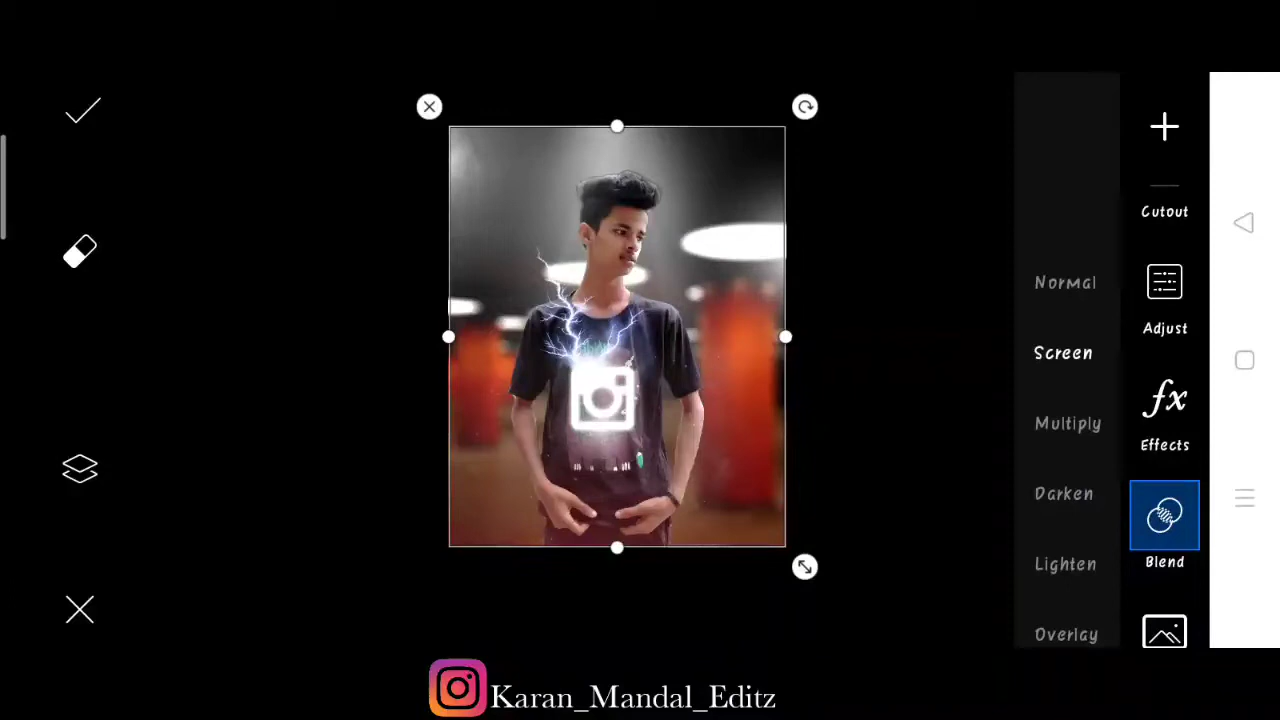 Cutout
Normal
Adjust
Screen
Multiply
Effects
Darken
Blend
Lighten
Overlay
Karan_Mandal_Editz